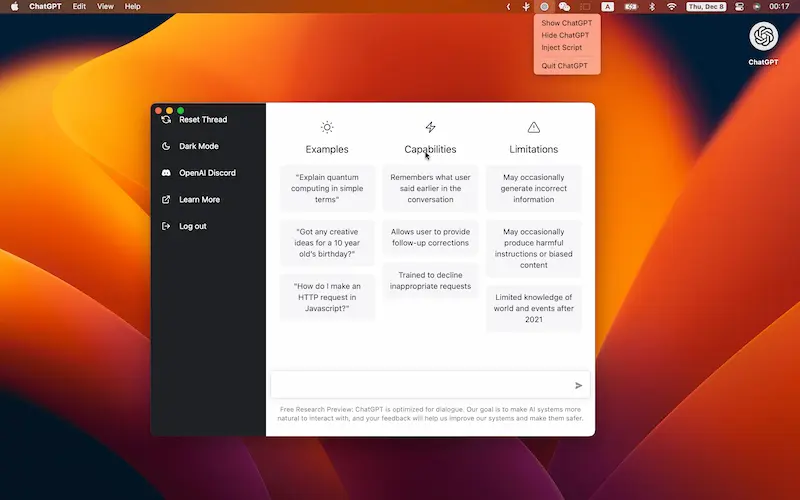 ChatGPT Edit View Help
A
Thu, Dec 8
00:17
Show ChatGPT
Hide ChatGPT
Inject Script
Quit ChatGPT
ChatGPT
Reset Thread
Dark Mode
OpenAI Discord
Learn More
Log out
Examples
"Explain quantum
computing in simple
terms"
"Got any creative
ideas for a 10 year
old's birthday?"
"How do I make an
HTTP request in
Javascript?"
Capabilities
Remembers what user
said earlier in the
conversation
Allows user to provide
follow-up corrections
Trained to decline
inappropriate requests
Limitations
May occasionally
generate incorrect
information
May occasionally
produce harmful
instructions or biased
content
Limited knowledge of
world and events after
2021
Free Research Preview: ChatGPT is optimized for dialogue. Our goal is to make AI systems more
natural to interact with, and your feedback will help us improve our systems and make them safer.